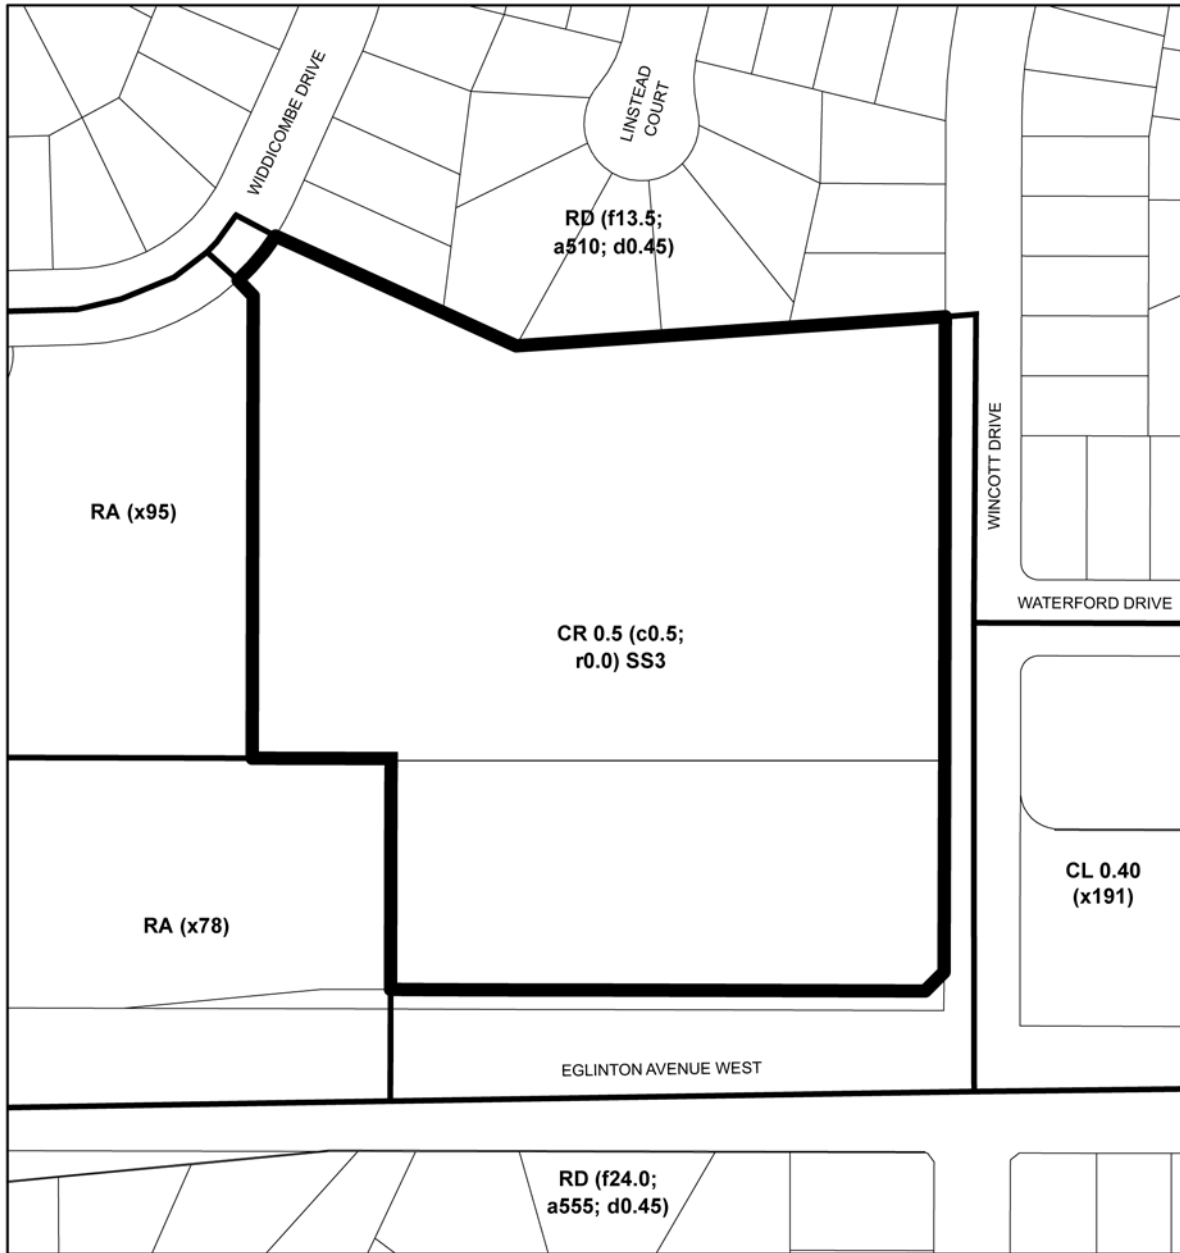 WIDDICOMBE DRIVE
LINSTEAD
COURT
RD (f13.5;
a510; d0.45)
WINCOTT DRIVE
RA (x95)
WATERFORD DRIVE
CR 0.5 (c0.5;
r0.0) SS3
CL 0.40
(x191)
RA (x78)
EGLINTON AVENUE WEST
RD (f24.0;
a555; d0.45)